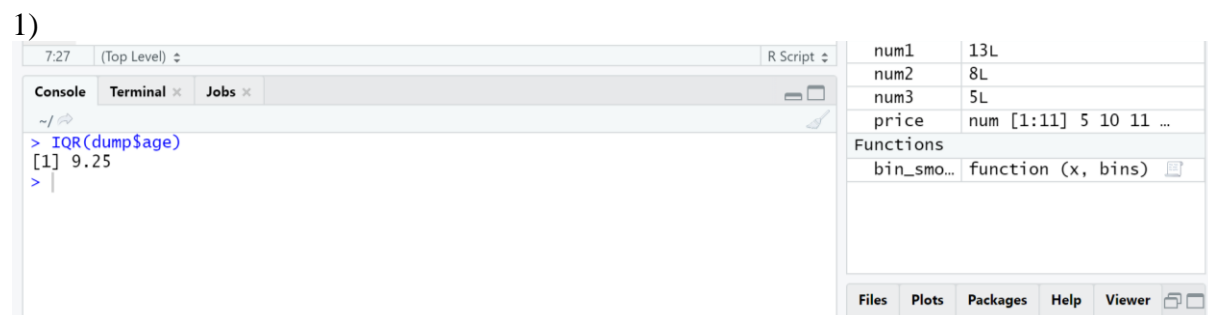 1)
7:27 (Top Level) R Script
Console Terminal × Jobs ×
~/
> IQR(dump$age)
[1] 9.25
>
num1 13L
num2 8L
num3 5L
price num [1:11] 5 10 11 …
Functions
bin_smo… function (x, bins)
Files Plots Packages Help Viewer